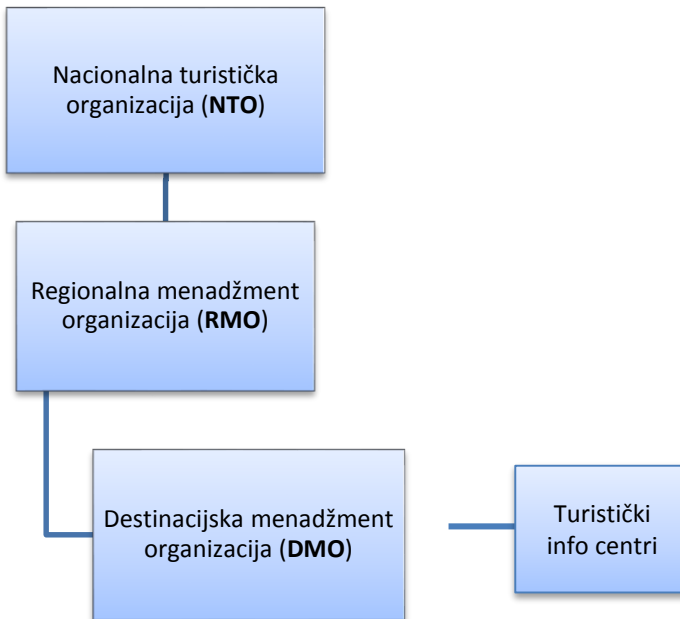 Nacionalna turistička
organizacija (NTO)
Regionalna menadžment
organizacija (RMO)
Destinacijska menadžment
organizacija (DMO)
Turistički
info centri